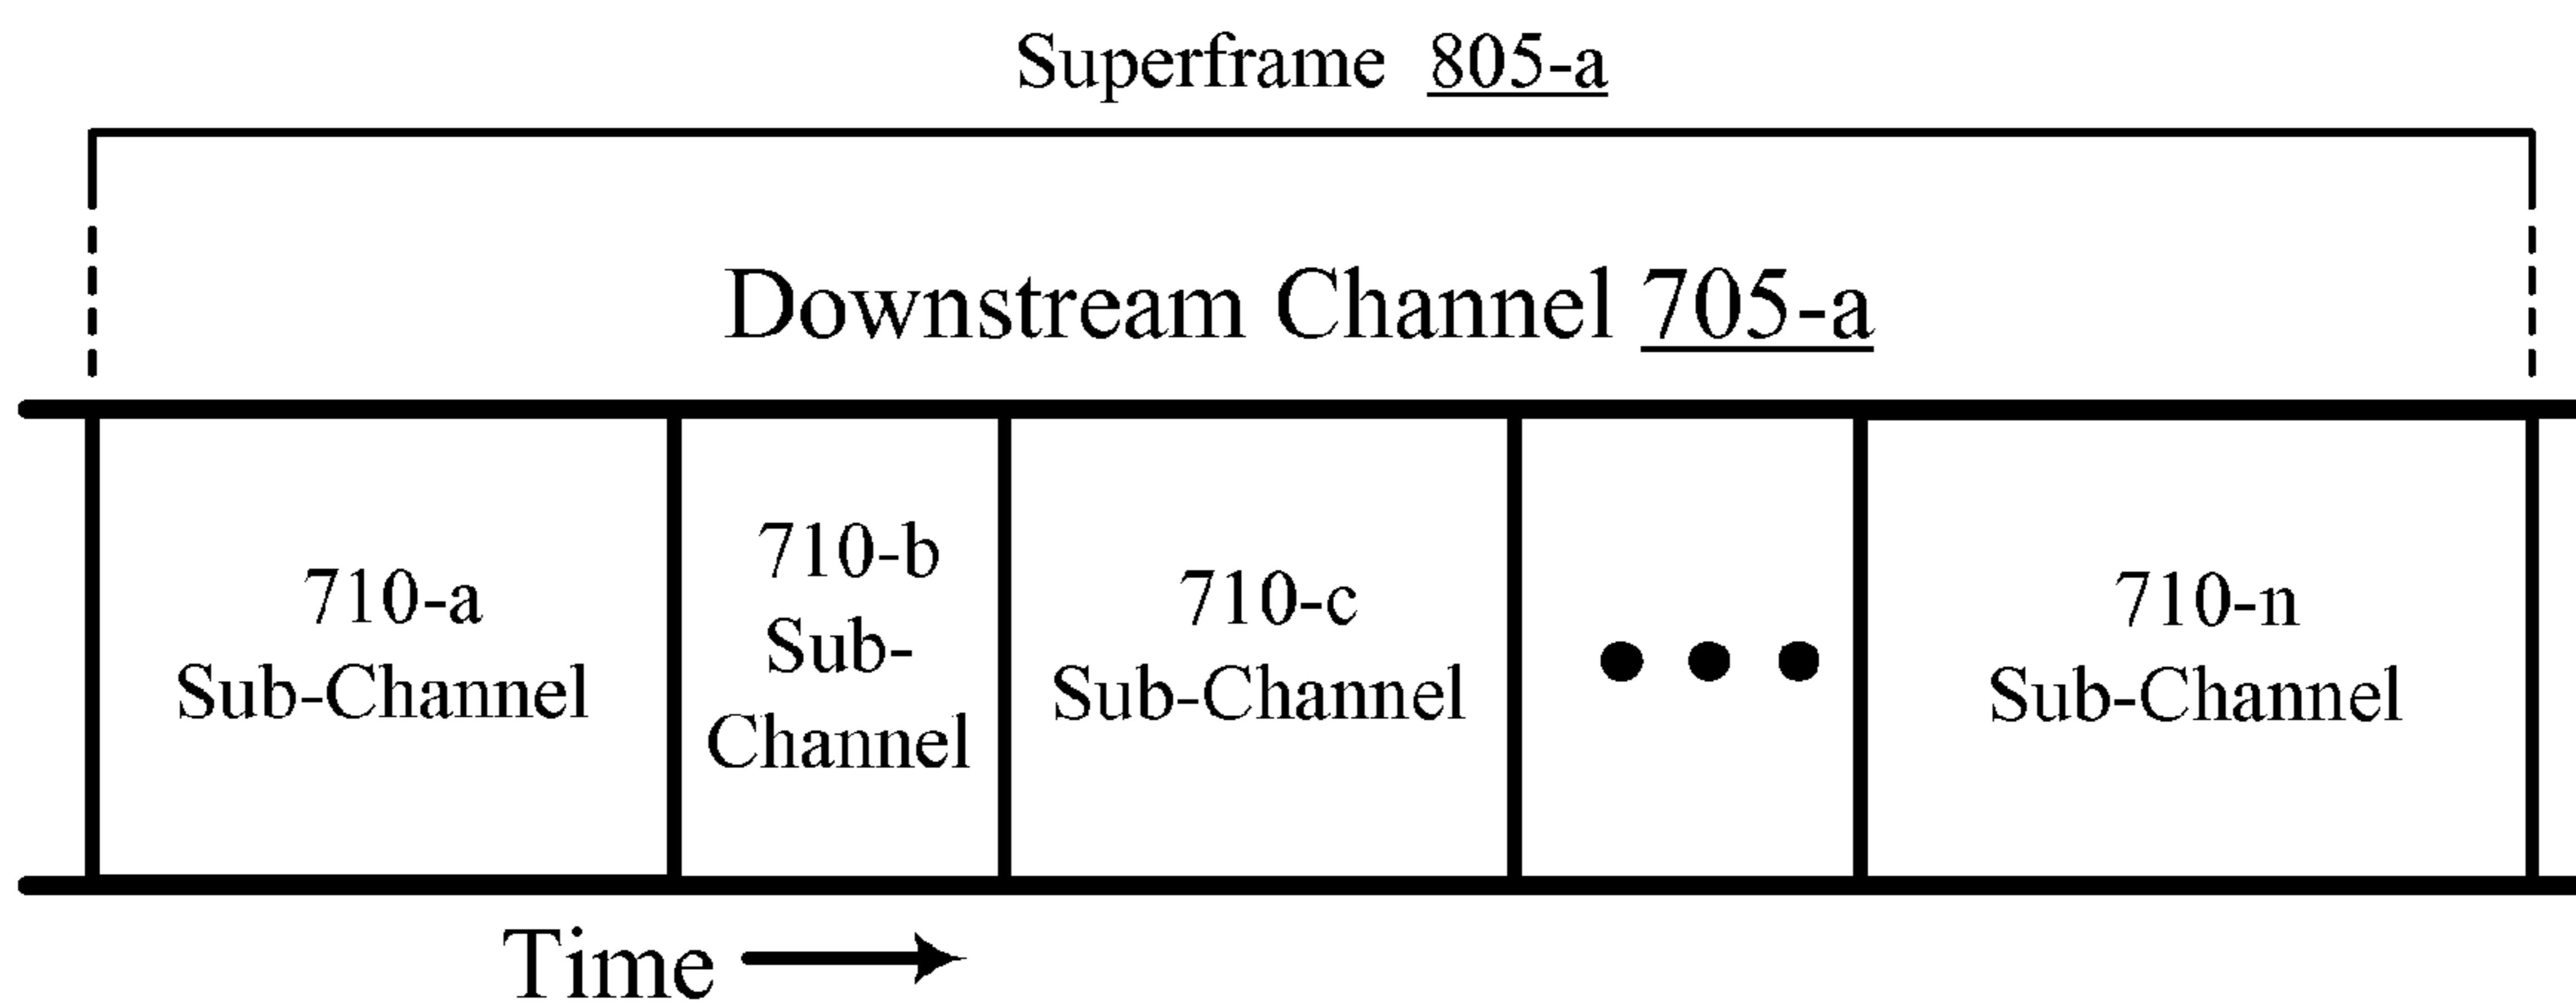 Superframe 805-a
Downstream Channel 705-a
710-a
Sub-Channel
710-b
Sub-
Channel
710-c
Sub-Channel
710-n
Sub-Channel
Time